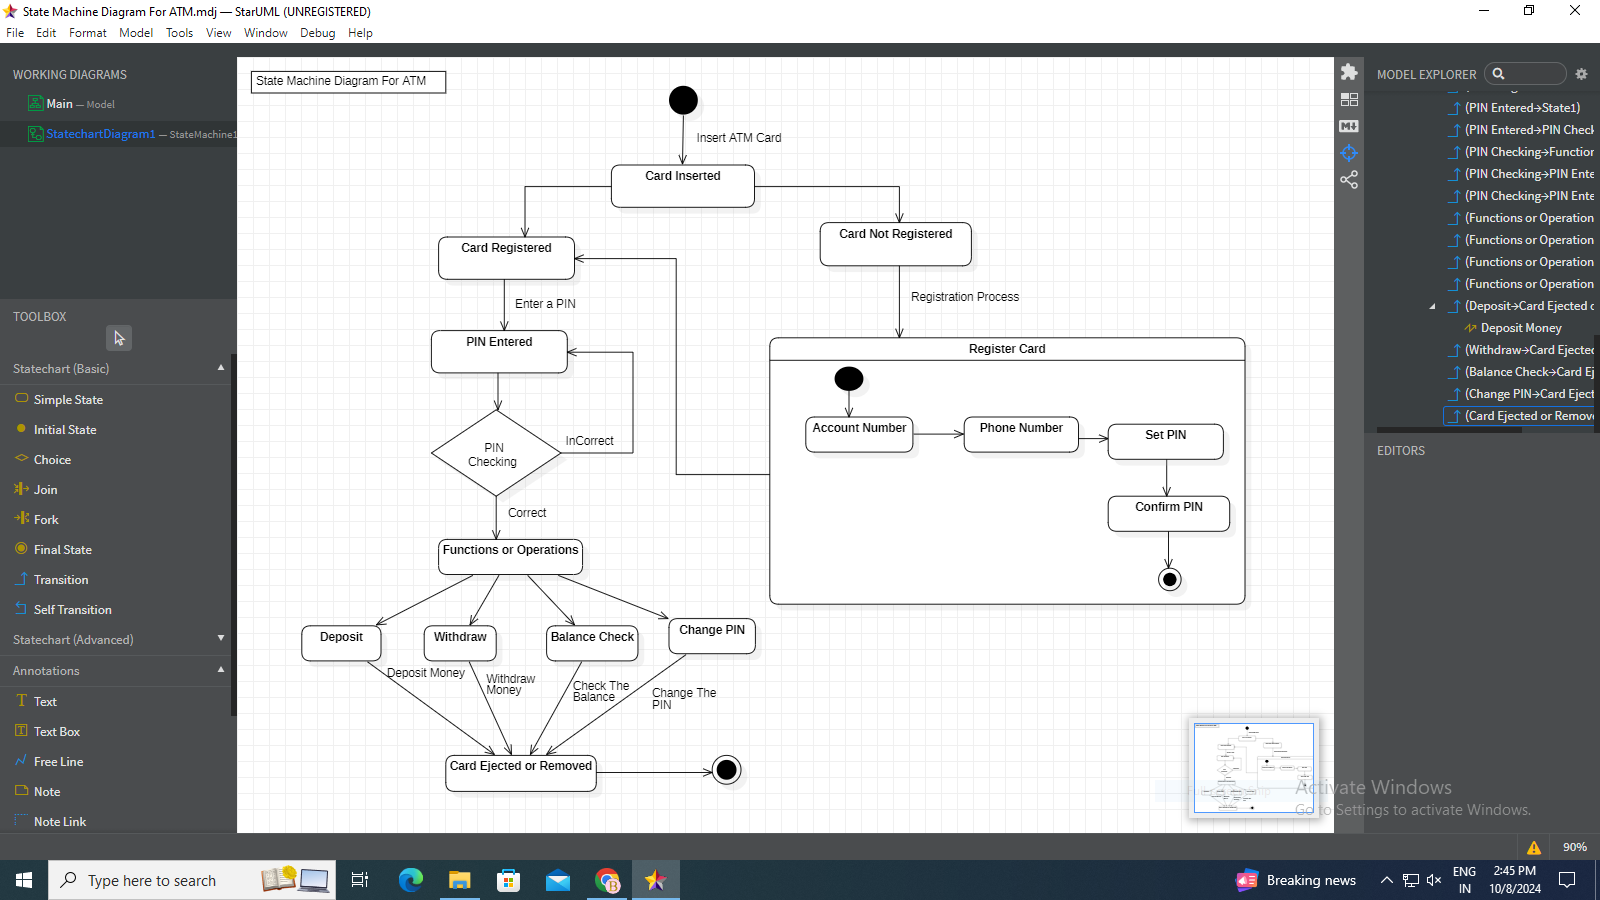 State Machine Diagram For ATM.mdj — StarUML (UNREGISTERED)
File Edit Format Model Tools View Window Debug Help
WORKING DIAGRAMS
Main — Model
StatechartDiagram1 — StateMachine1
TOOLBOX
Statechart (Basic)
Simple State
Initial State
Choice
Join
Fork
Final State
Transition
Self Transition
Statechart (Advanced)
Annotations
Text
Text Box
Free Line
Note
Note Link
State Machine Diagram For ATM
Insert ATM Card
Card Inserted
Card Registered
Card Not Registered
Enter a PIN
Registration Process
PIN Entered
Register Card
Account Number
Phone Number
Set PIN
Confirm PIN
PIN
Checking
InCorrect
Correct
Functions or Operations
Deposit
Withdraw
Balance Check
Change PIN
Deposit Money
Withdraw
Money
Check The
Balance
Change The
PIN
Card Ejected or Removed
MODEL EXPLORER
(PIN Entered→State1)
(PIN Entered→PIN Check
(PIN Checking→Function
(PIN Checking→PIN Ente
(PIN Checking→PIN Ente
(Functions or Operation
(Functions or Operation
(Functions or Operation
(Functions or Operation
(Deposit→Card Ejected o
Deposit Money
(Withdraw→Card Ejected
(Balance Check→Card Ej
(Change PIN→Card Eject
(Card Ejected or Remove
EDITORS
Activate Windows
Go to Settings to activate Windows.
90%
Type here to search
Breaking news
ENG
IN
2:45 PM
10/8/2024